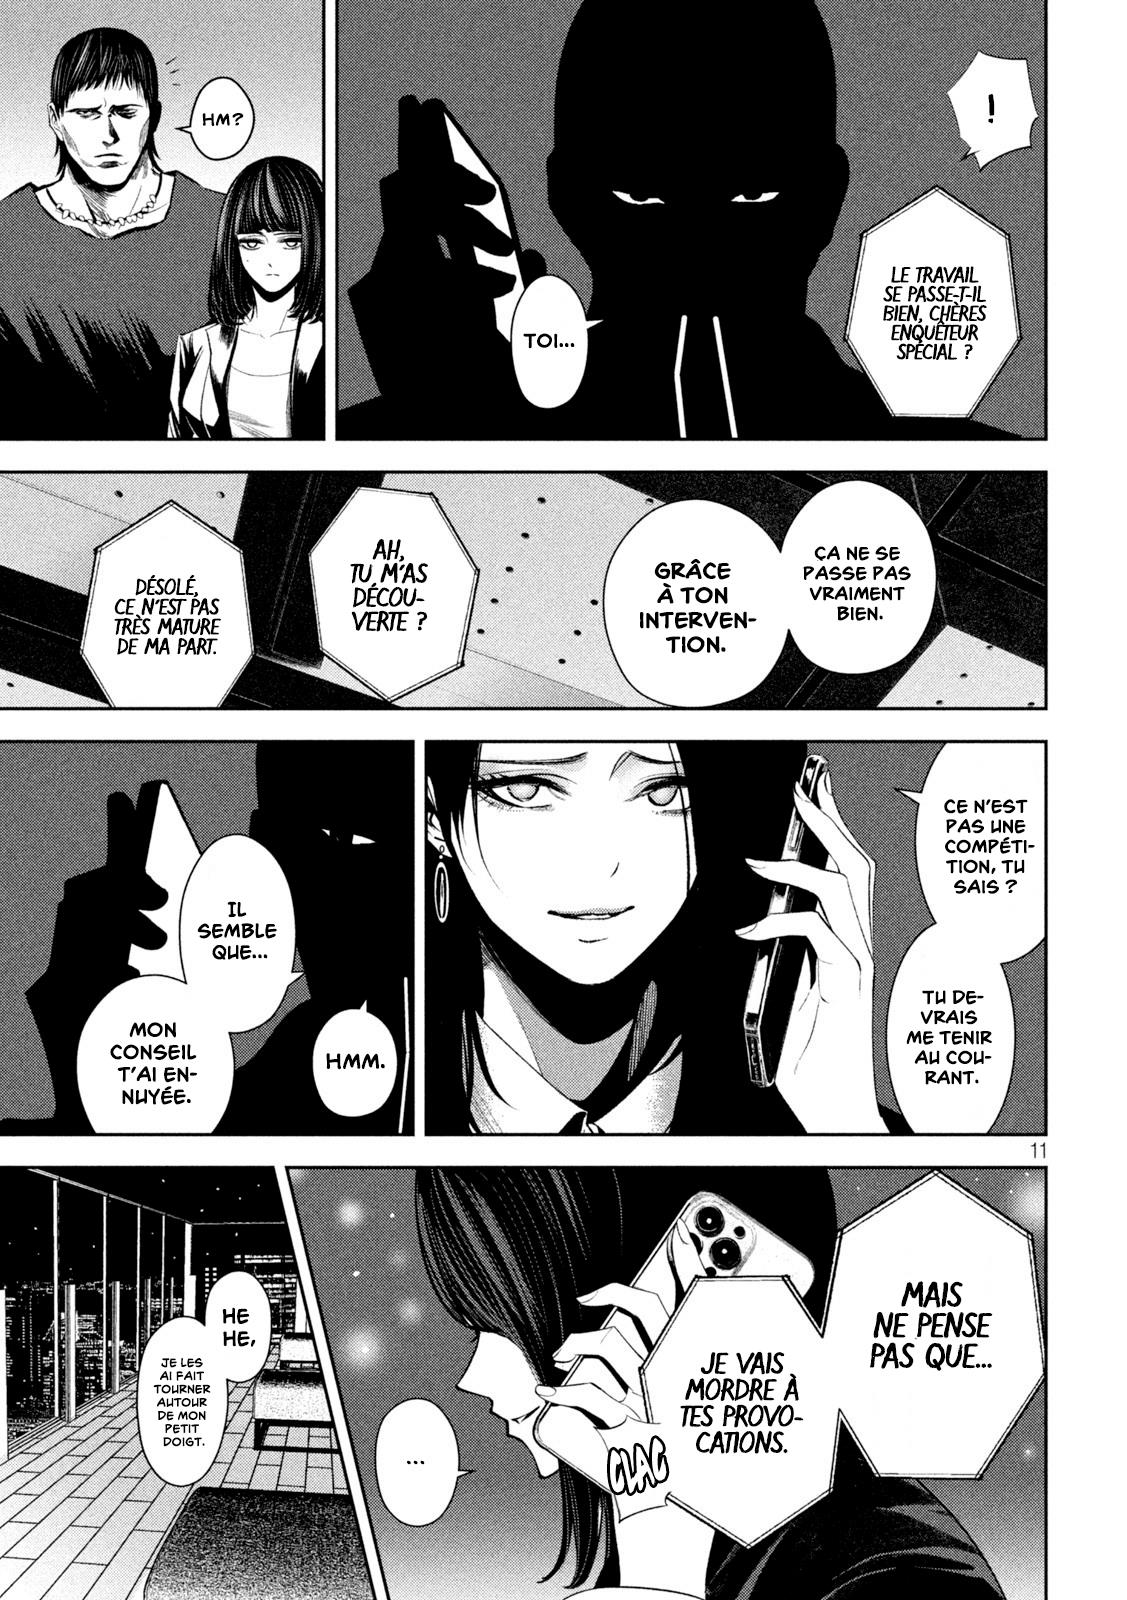 !
LE TRAVAIL
SE PASSE-T-IL
BIEN, CHÈRES
ENQUÊTEUR
SPÉCIAL ?
TOI...
HM?
ÇA NE SE
PASSE PAS
VRAIMENT
BIEN.
GRÂCE
À TON
INTERVEN-
TION.
AH,
TU M'AS
DÉCOU-
VERTE ?
DÉSOLÉ,
CE N'EST PAS
TRÈS MATURE
DE MA PART.
CE N'EST
PAS UNE
COMPÉTI-
TION, TU
SAIS ?
TU DE-
VRAIS
ME TENIR
AU COU-
RANT.
HMM.
IL
SEMBLE
QUE...
MON
CONSEIL
T'AI EN-
NUYÉE.
11
MAIS
NE PENSE
PAS QUE...
JE VAIS
MORDRE À
TES PROVO-
CATIONS.
CLAC
...
HE
HE,
JE LES
AI FAIT
TOURNER
AUTOUR
DE MON
PETIT
DOIGT.